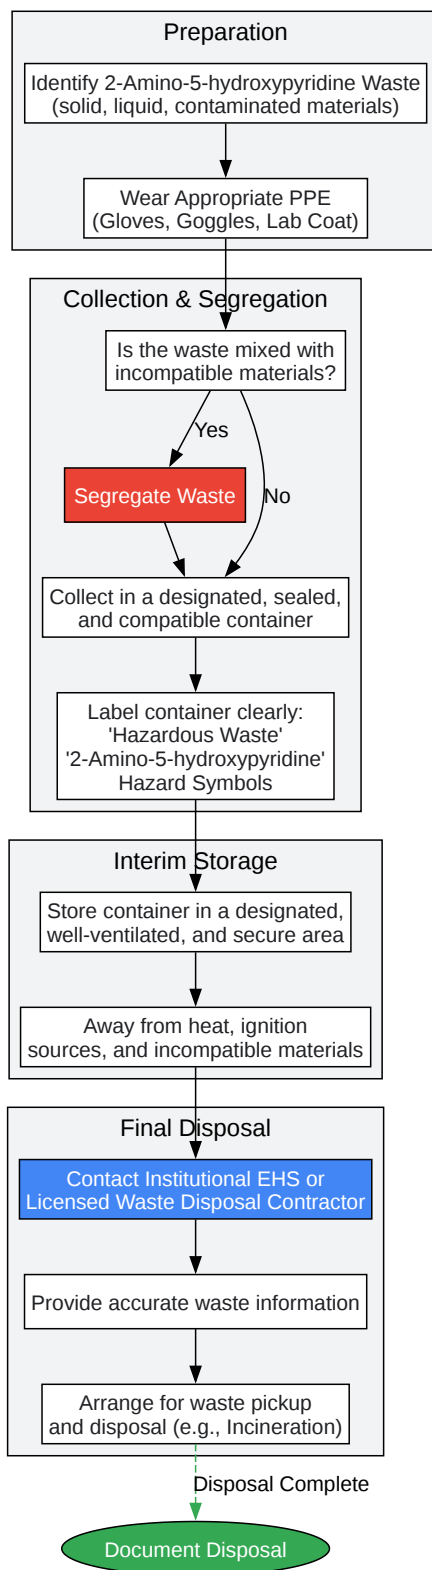 Preparation
Identify 2-Amino-5-hydroxypyridine Waste
(solid, liquid, contaminated materials)
Wear Appropriate PPE
(Gloves, Goggles, Lab Coat)
Collection & Segregation
Is the waste mixed with
incompatible materials?
Yes
Segregate Waste
No
Collect in a designated, sealed,
and compatible container
Label container clearly:
'Hazardous Waste'
'2-Amino-5-hydroxypyridine'
Hazard Symbols
Interim Storage
Store container in a designated,
well-ventilated, and secure area
Away from heat, ignition
sources, and incompatible materials
Final Disposal
Contact Institutional EHS or
Licensed Waste Disposal Contractor
Provide accurate waste information
Arrange for waste pickup
and disposal (e.g., Incineration)
Disposal Complete
Document Disposal